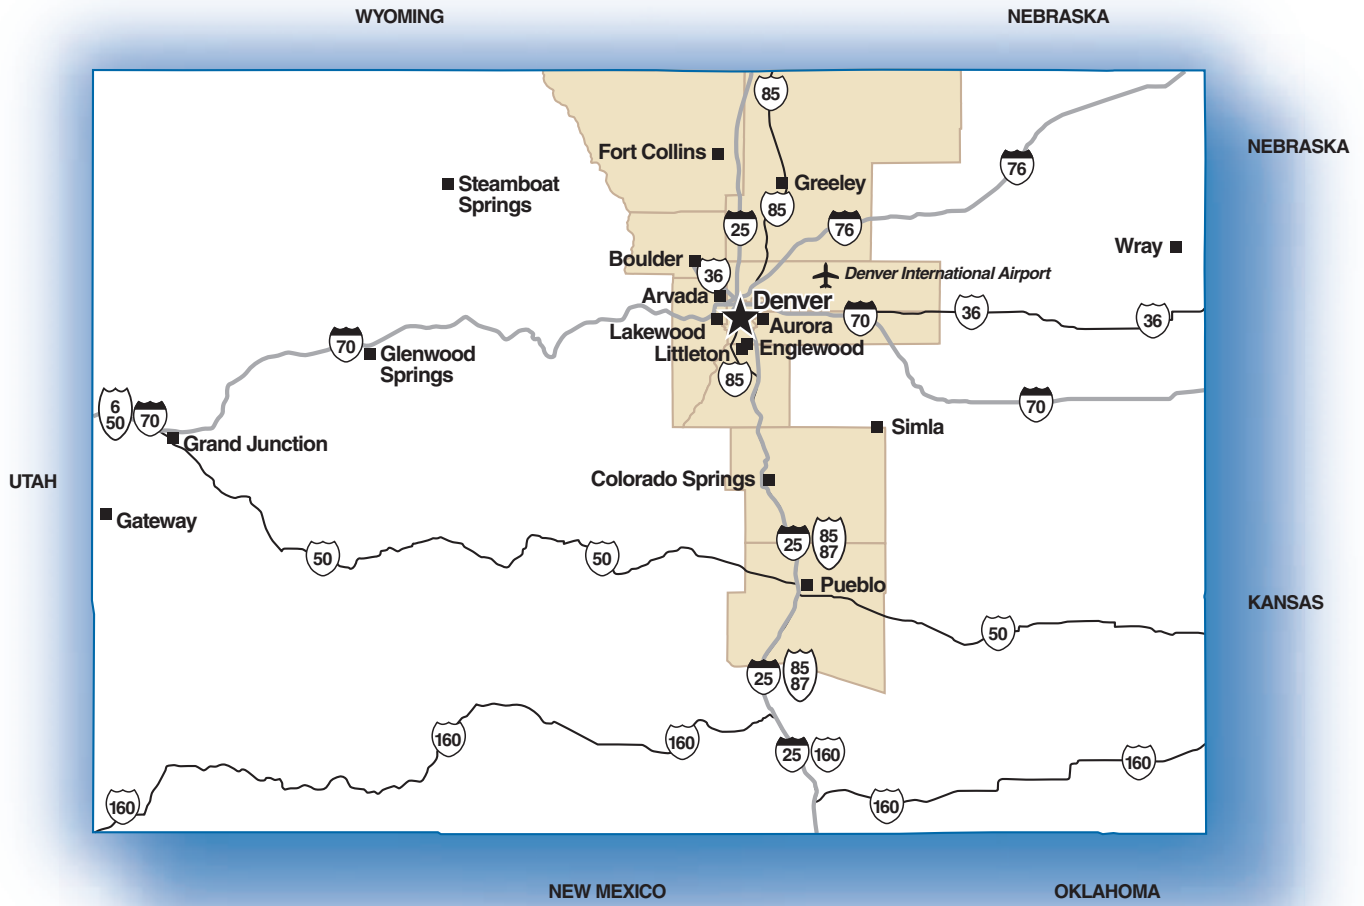 WYOMING
NEBRASKA
85
NEBRASKA
Fort Collins
76
Steamboat
Springs
Greeley
85
25
76
Wray
Boulder
36
Denver International Airport
Arvada
Denver
Lakewood
Aurora
70
36
36
70
Glenwood
Springs
Littleton
Englewood
85
6
50
70
70
Simla
Grand Junction
UTAH
Colorado Springs
Gateway
25
85
87
50
50
Pueblo
KANSAS
50
25
85
87
160
160
25
160
160
160
160
NEW MEXICO
OKLAHOMA